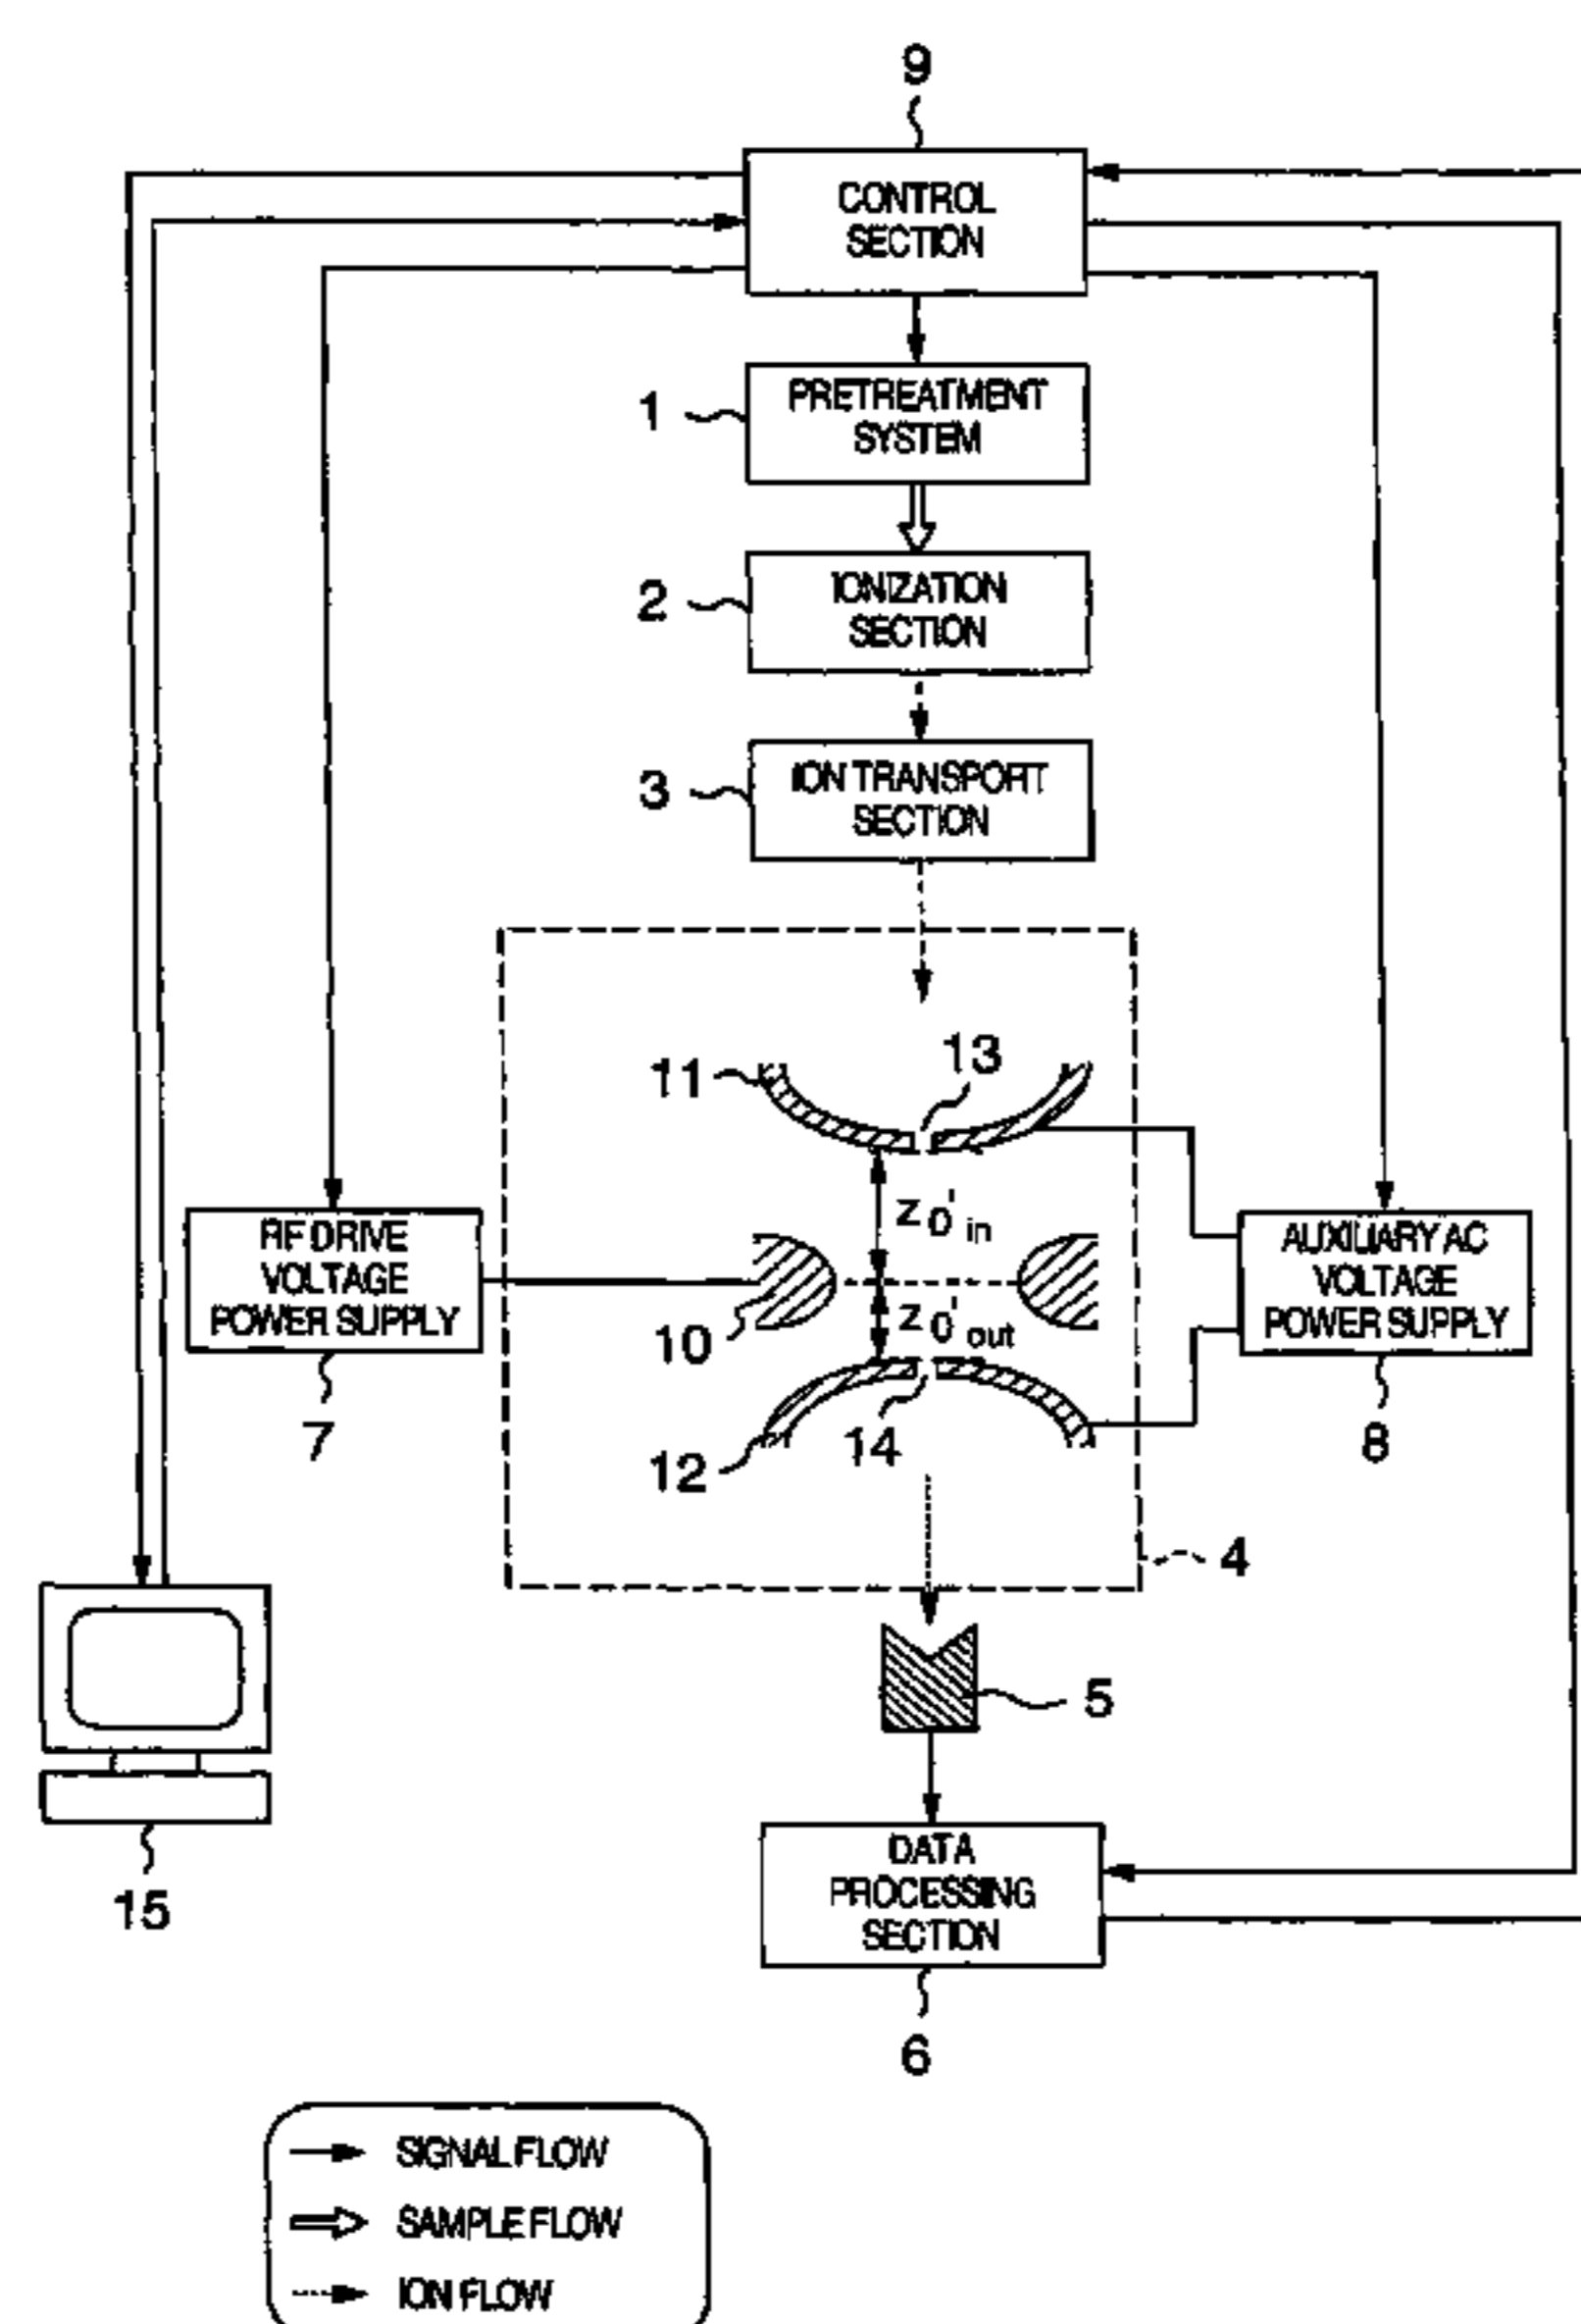 9
CONTROL
SECTION
1
PRETREATMENT
SYSTEM
2
IONIZATION
SECTION
3
ION TRANSPORT
SECTION
11
13
z0'in
RF DRIVE
VOLTAGE
POWER SUPPLY
AUXILIARY AC
VOLTAGE
POWER SUPPLY
10
z0'out
7
12
14
8
4
5
15
DATA
PROCESSING
SECTION
6
SIGNAL FLOW
SAMPLE FLOW
ION FLOW